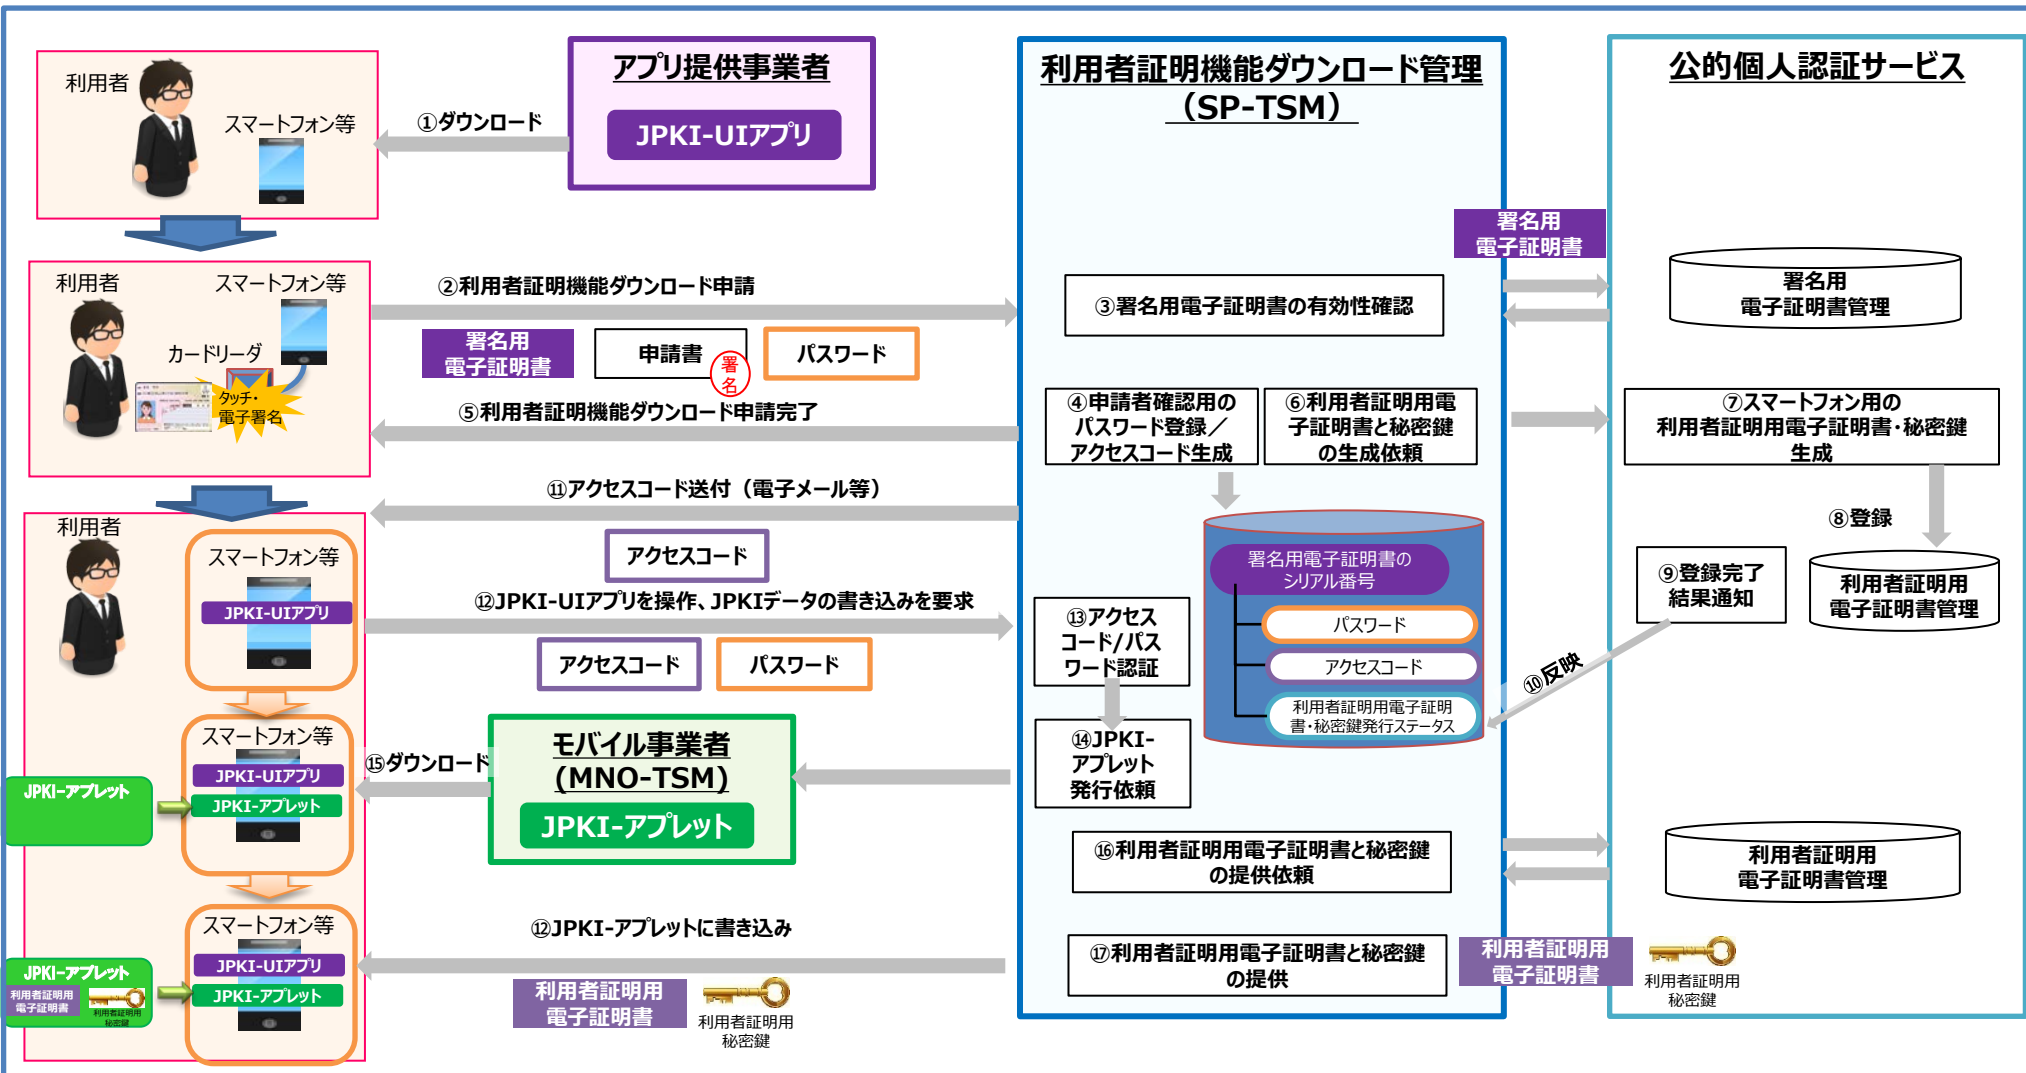 利用者
スマートフォン等
①ダウンロード
アプリ提供事業者
JPKI-UIアプリ
利用者証明機能ダウンロード管理
（SP-TSM）
公的個人認証サービス
利用者
スマートフォン等
カードリーダ
タッチ・
電子署名
②利用者証明機能ダウンロード申請
署名用
電子証明書
申請書
署
名
パスワード
⑤利用者証明機能ダウンロード申請完了
③署名用電子証明書の有効性確認
署名用
電子証明書
署名用
電子証明書管理
④申請者確認用の
パスワード登録／
アクセスコード生成
⑥利用者証明用電
子証明書と秘密鍵
の生成依頼
⑦スマートフォン用の
利用者証明用電子証明書・秘密鍵
生成
⑧登録
利用者証明用
電子証明書管理
⑨登録完了
結果通知
⑩反映
署名用電子証明書の
シリアル番号
パスワード
アクセスコード
利用者証明用電子証明
書・秘密鍵発行ステータス
⑪アクセスコード送付（電子メール等）
アクセスコード
利用者
スマートフォン等
JPKI-UIアプリ
⑫JPKI-UIアプリを操作、JPKIデータの書き込みを要求
アクセスコード
パスワード
⑬アクセス
コード/パス
ワード認証
⑭JPKI-
アプレット
発行依頼
モバイル事業者
(MNO-TSM)
JPKI-アプレット
⑮ダウンロード
スマートフォン等
JPKI-UIアプリ
JPKI-アプレット
JPKI-アプレット
⑯利用者証明用電子証明書と秘密鍵
の提供依頼
利用者証明用
電子証明書管理
⑰利用者証明用電子証明書と秘密鍵
の提供
利用者証明用
電子証明書
利用者証明用
秘密鍵
⑫JPKI-アプレットに書き込み
利用者証明用
電子証明書
利用者証明用
秘密鍵
スマートフォン等
JPKI-UIアプリ
JPKI-アプレット
JPKI-アプレット
利用者証明用
電子証明書
利用者証明用
秘密鍵